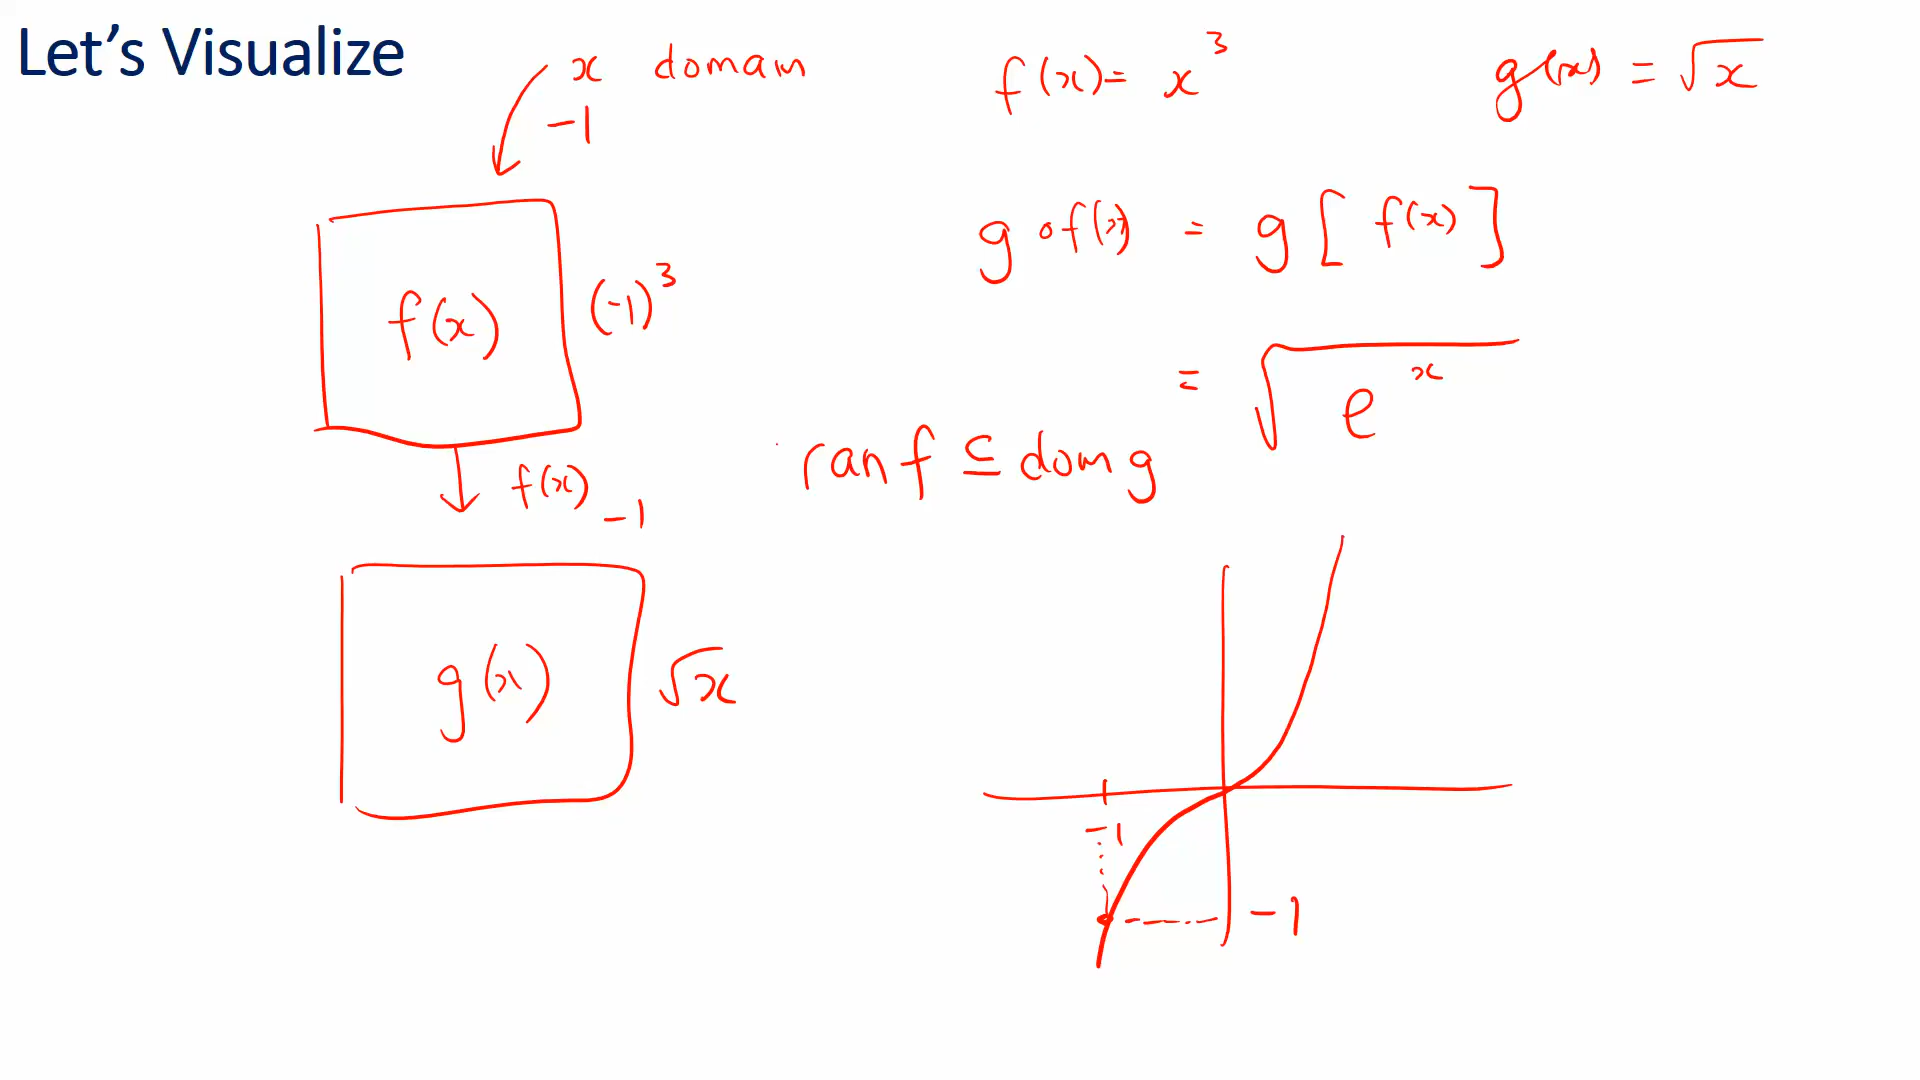 Let's Visualize
x domain
-1
f(x) = x³
g(x) = √x
g∘f(x) = g[f(x)]
f(x)
(-1)³
= √(eˣ)
ran f ⊆ dom g
f(x)
-1
g(x)
√x
-1
-1